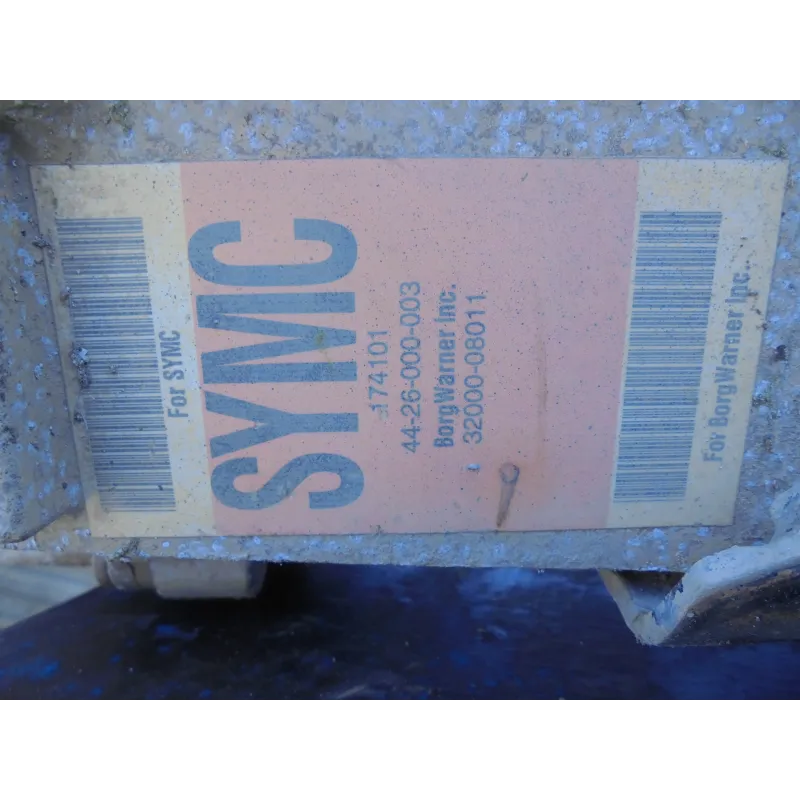 For SYMC
SYMC
174101
44-26-000-003
BorgWarner Inc.
32000-08011
For BorgWarner Inc..